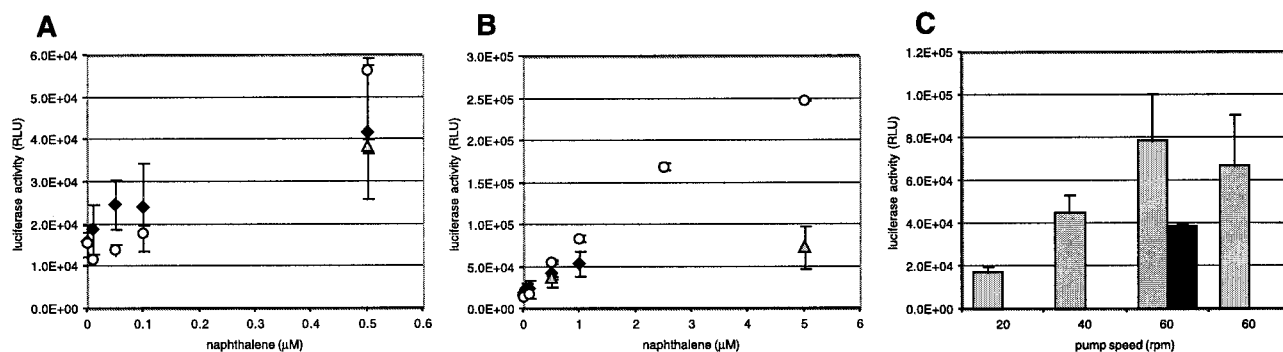 A
luciferase activity (RLU)
6.0E+04
5.0E+04
4.0E+04
3.0E+04
2.0E+04
1.0E+04
0.0E+00
0 0.1 0.2 0.3 0.4 0.5 0.6
naphthalene (µM)
B
luciferase activity (RLU)
3.0E+05
2.5E+05
2.0E+05
1.5E+05
1.0E+05
5.0E+04
0.0E+00
0 1 2 3 4 5 6
naphthalene (µM)
C
luciferase activity (RLU)
1.2E+05
1.0E+05
8.0E+04
6.0E+04
4.0E+04
2.0E+04
0.0E+00
20 40 60 60
pump speed (rpm)